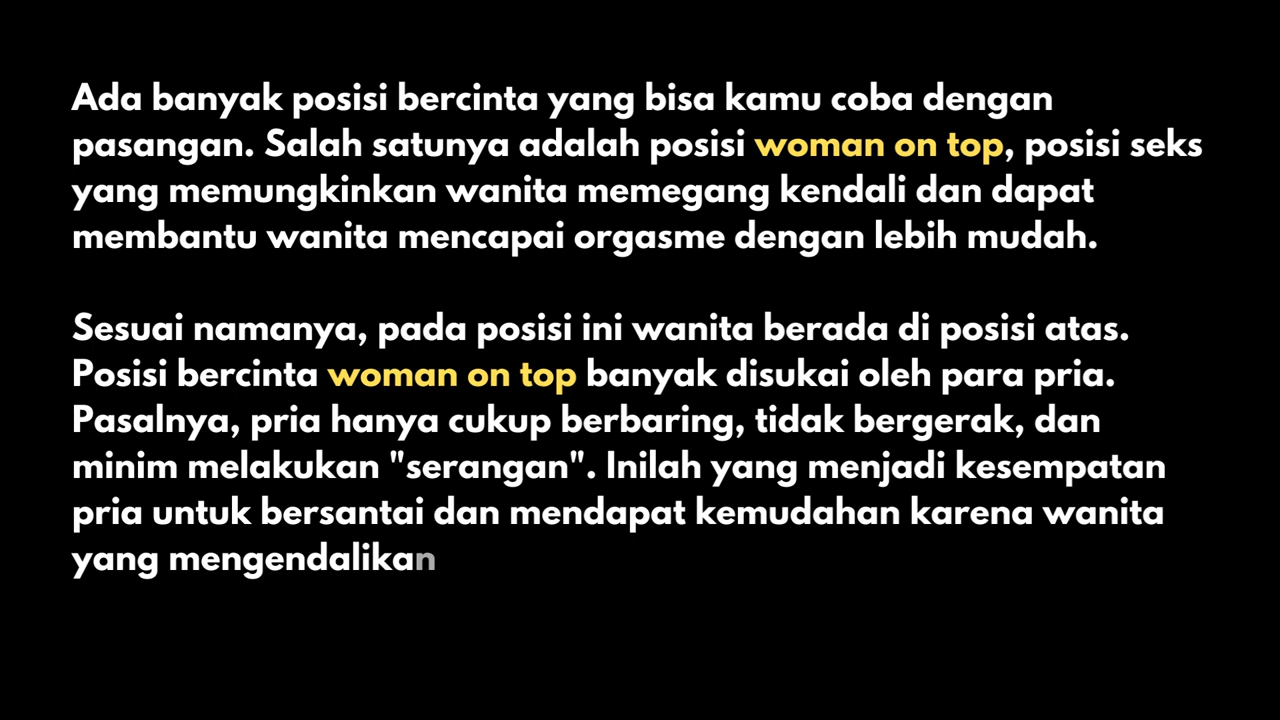 Ada banyak posisi bercinta yang bisa kamu coba dengan
pasangan. Salah satunya adalah posisi woman on top, posisi seks
yang memungkinkan wanita memegang kendali dan dapat
membantu wanita mencapai orgasme dengan lebih mudah.
Sesuai namanya, pada posisi ini wanita berada di posisi atas.
Posisi bercinta woman on top banyak disukai oleh para pria.
Pasalnya, pria hanya cukup berbaring, tidak bergerak, dan
minim melakukan "serangan". Inilah yang menjadi kesempatan
pria untuk bersantai dan mendapat kemudahan karena wanita
yang mengendalikan